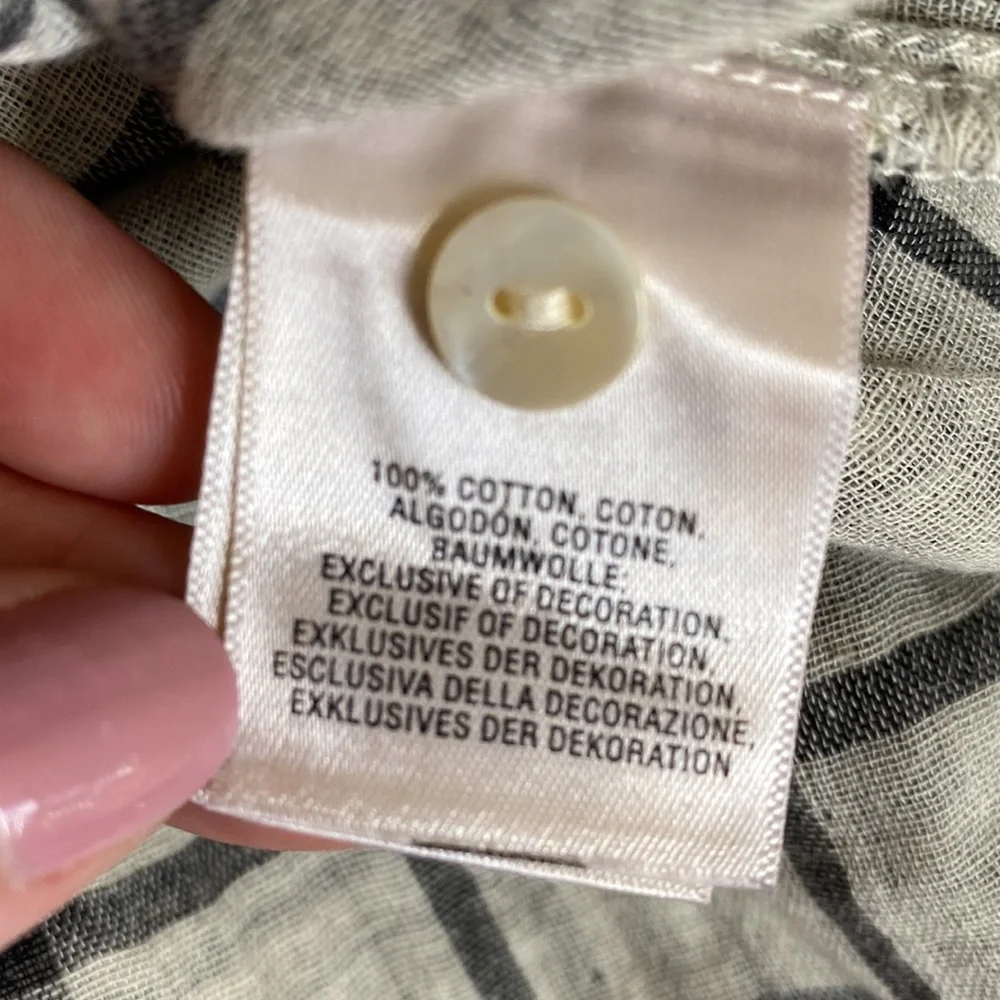 100% COTTON, COTON,
ALGODÓN, COTONE,
BAUMWOLLE:
EXCLUSIVE OF DECORATION.
EXCLUSIF OF DECORATION,
EXKLUSIVES DER DEKORATION,
ESCLUSIVA DELLA DECORAZIONE,
EXKLUSIVES DER DEKORATION